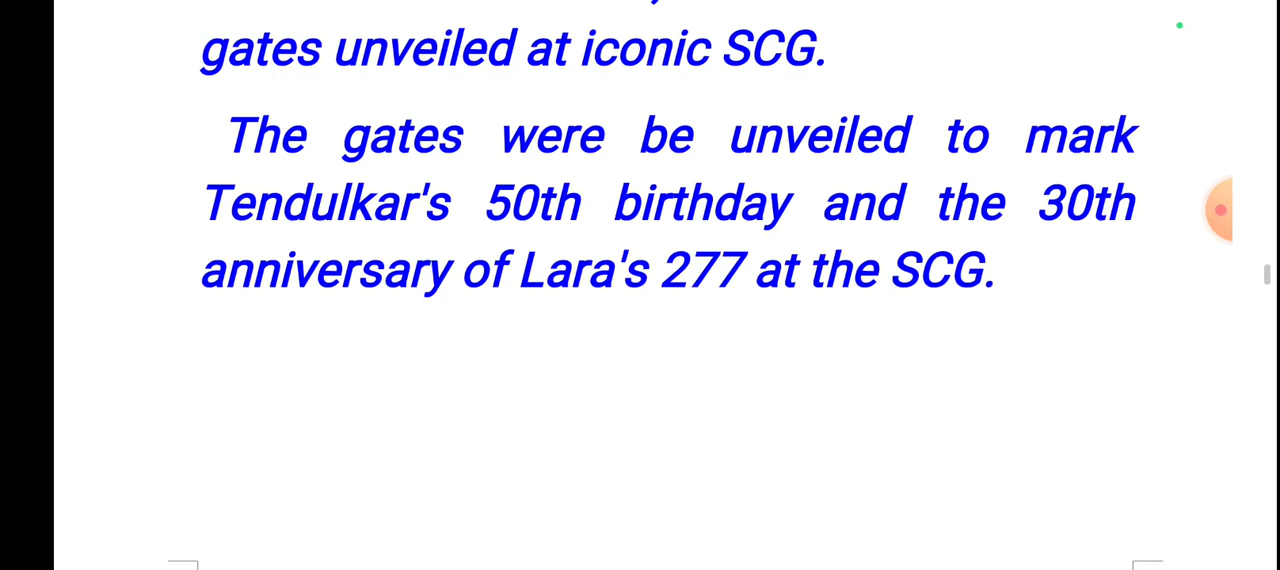 gates unveiled at iconic SCG.
The gates were be unveiled to mark
Tendulkar's 50th birthday and the 30th
anniversary of Lara's 277 at the SCG.